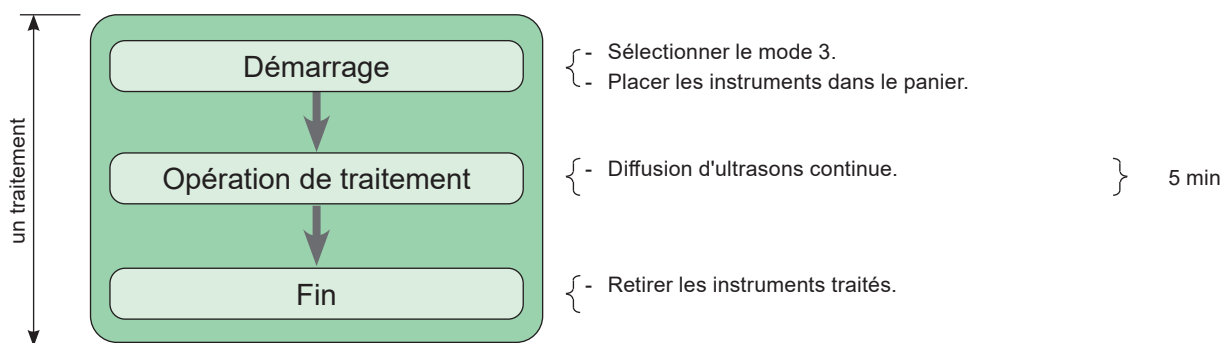 un traitement
Démarrage
- Sélectionner le mode 3.
- Placer les instruments dans le panier.
Opération de traitement
- Diffusion d'ultrasons continue.
5 min
Fin
- Retirer les instruments traités.